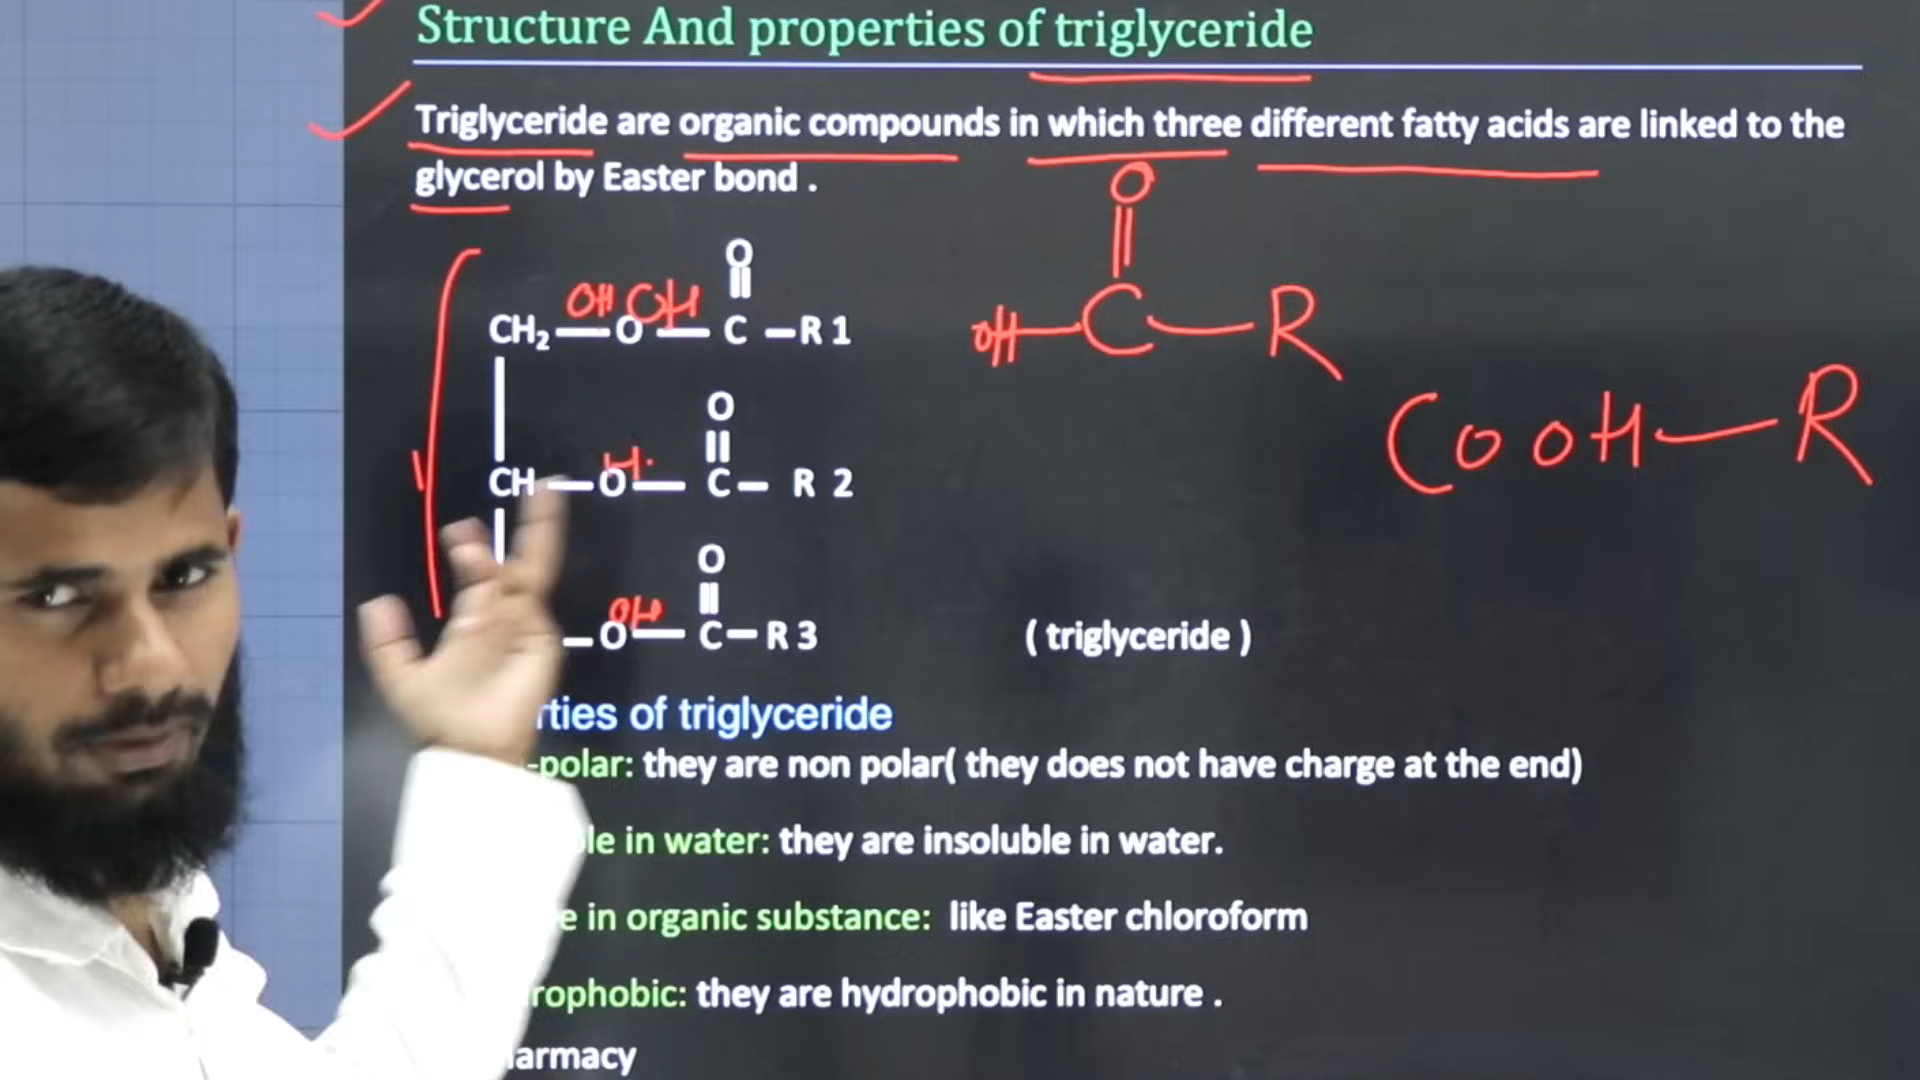 Structure And properties of triglyceride
Triglyceride are organic compounds in which three different fatty acids are linked to the
glycerol by Easter bond .
O
O
OH OH
CH₂ — O — C — R 1
OH — C — R
O
COOH — R
H
CH — O — C — R 2
O
OH
— O — C — R 3
( triglyceride )
rties of triglyceride
-polar: they are non polar( they does not have charge at the end)
le in water: they are insoluble in water.
e in organic substance: like Easter chloroform
rophobic: they are hydrophobic in nature .
armacy